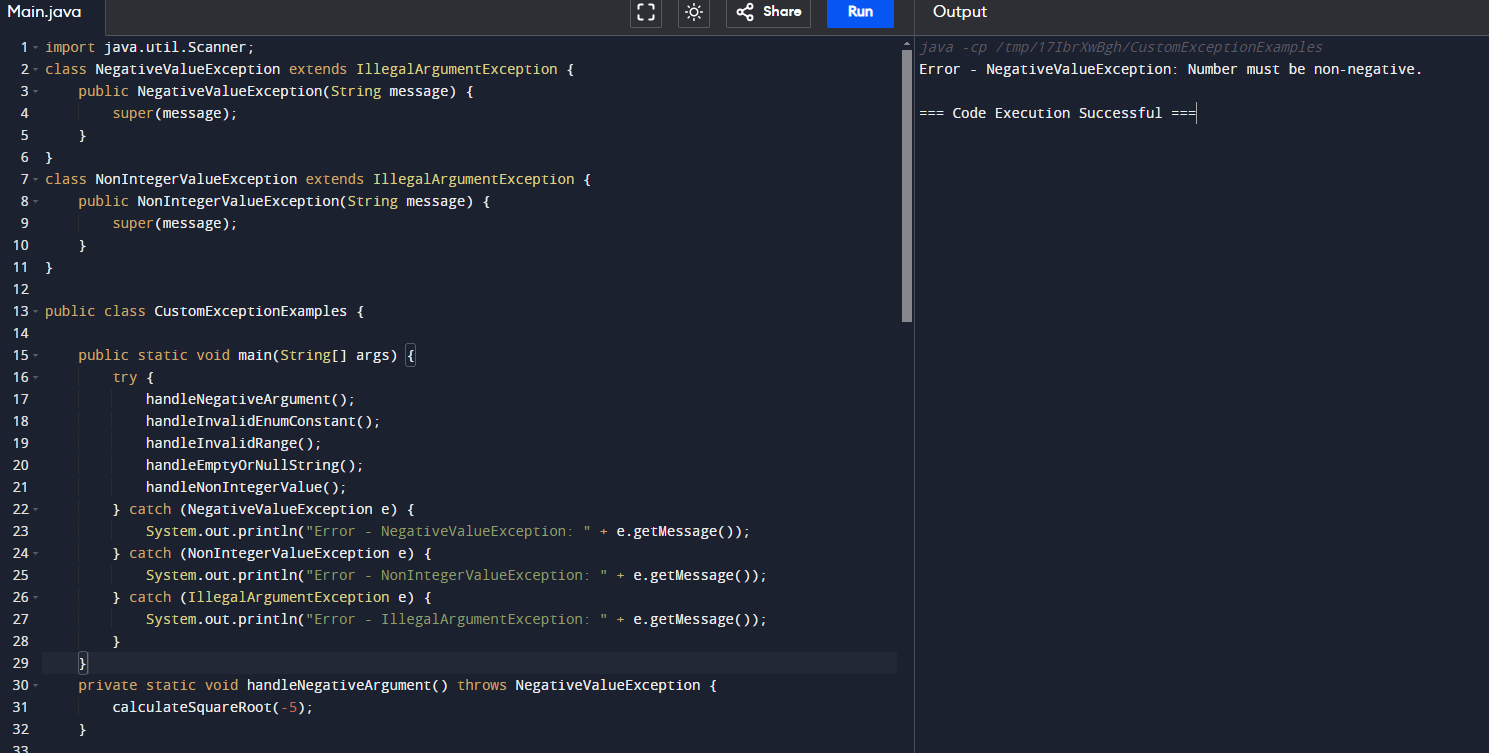 Main.java
Share
Run
Output
1 import java.util.Scanner;
2 class NegativeValueException extends IllegalArgumentException {
3     public NegativeValueException(String message) {
4         super(message);
5     }
6 }
7 class NonIntegerValueException extends IllegalArgumentException {
8     public NonIntegerValueException(String message) {
9         super(message);
10     }
11 }
12
13 public class CustomExceptionExamples {
14
15     public static void main(String[] args) {
16         try {
17             handleNegativeArgument();
18             handleInvalidEnumConstant();
19             handleInvalidRange();
20             handleEmptyOrNullString();
21             handleNonIntegerValue();
22         } catch (NegativeValueException e) {
23             System.out.println("Error - NegativeValueException: " + e.getMessage());
24         } catch (NonIntegerValueException e) {
25             System.out.println("Error - NonIntegerValueException: " + e.getMessage());
26         } catch (IllegalArgumentException e) {
27             System.out.println("Error - IllegalArgumentException: " + e.getMessage());
28         }
29     }
30     private static void handleNegativeArgument() throws NegativeValueException {
31         calculateSquareRoot(-5);
32     }
33
java -cp /tmp/17IbrXwBgh/CustomExceptionExamples
Error - NegativeValueException: Number must be non-negative.
=== Code Execution Successful ===